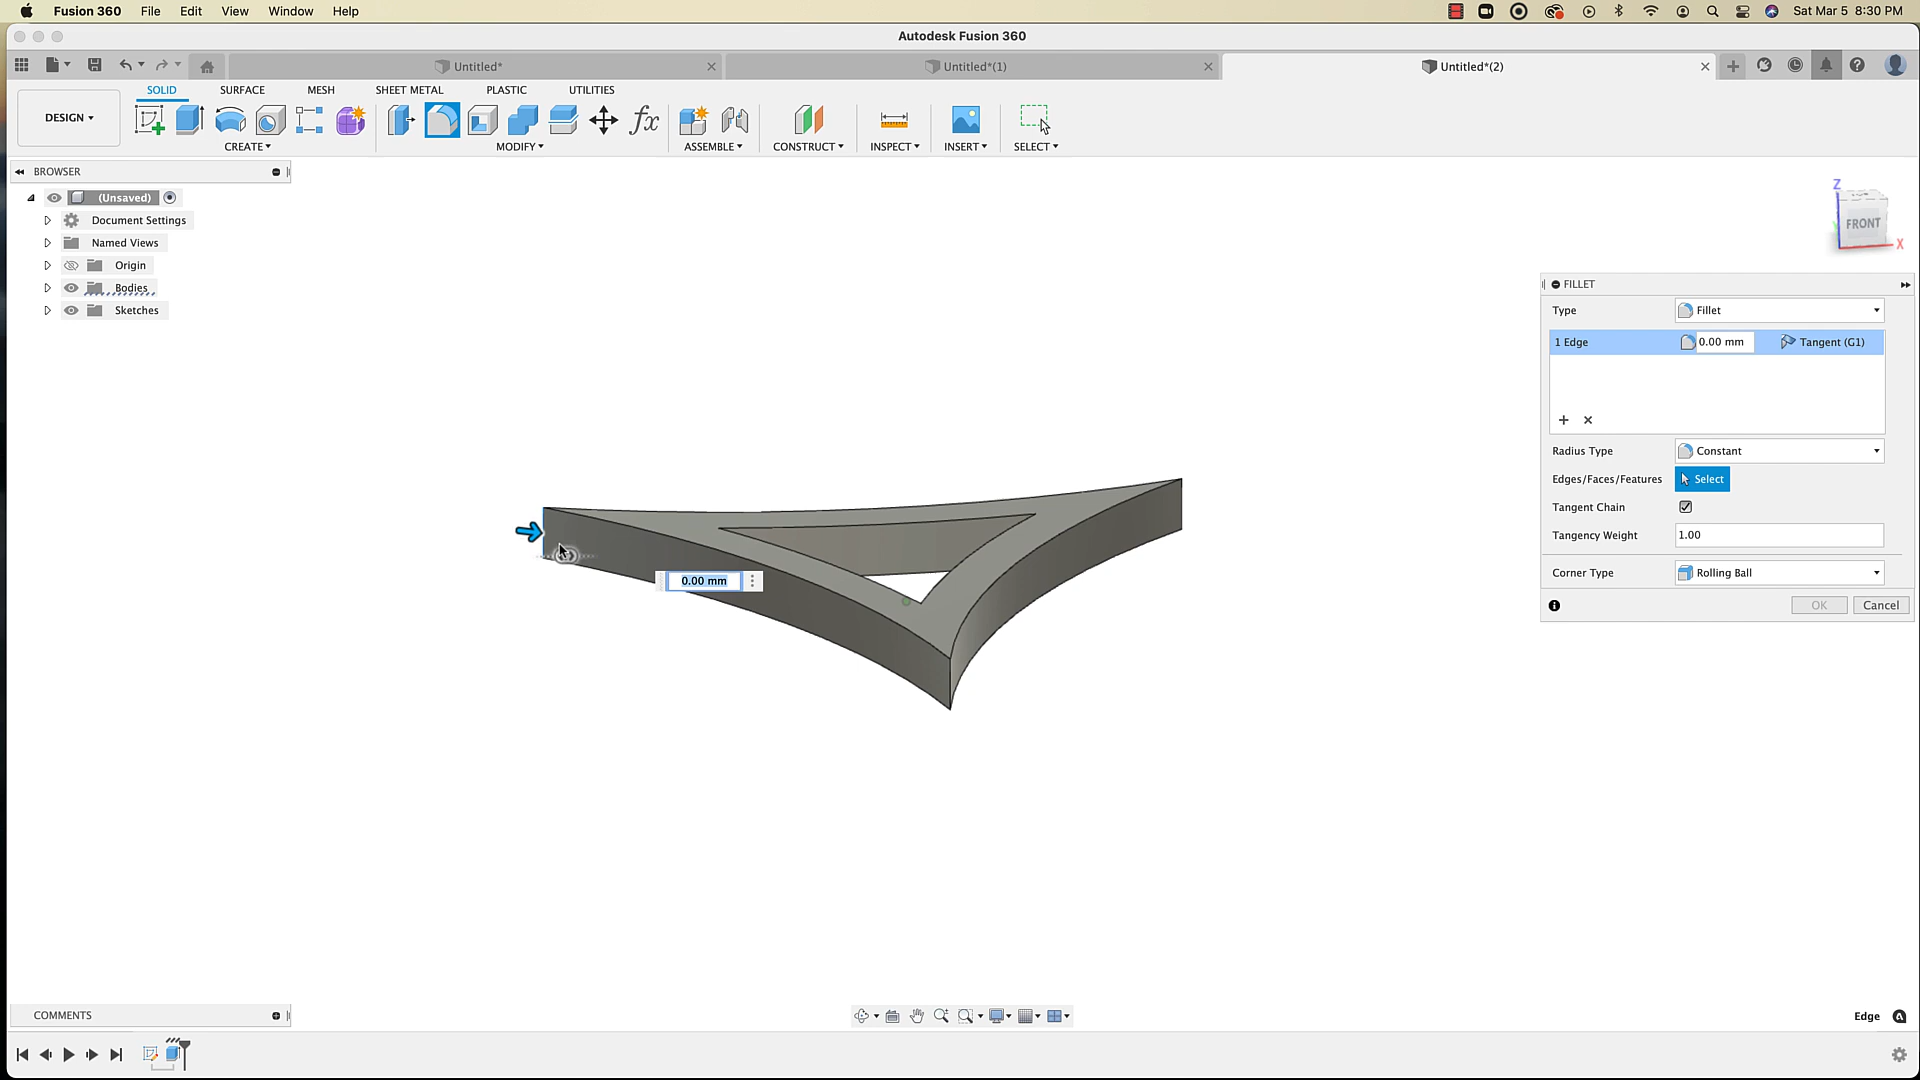 Fusion 360 File Edit View Window Help Sat Mar 5 8:30 PM
Autodesk Fusion 360
Untitled* Untitled*(1) Untitled*(2)
SOLID SURFACE MESH SHEET METAL PLASTIC UTILITIES
DESIGN
fx
CREATE MODIFY ASSEMBLE CONSTRUCT INSPECT INSERT SELECT
BROWSER
(Unsaved)
Document Settings
Named Views
Origin
Bodies
Sketches
Z
FRONT
X
FILLET
Type Fillet
1 Edge 0.00 mm Tangent (G1)
Radius Type Constant
Edges/Faces/Features Select
Tangent Chain
Tangency Weight 1.00
Corner Type Rolling Ball
OK Cancel
0.00 mm
COMMENTS
Edge